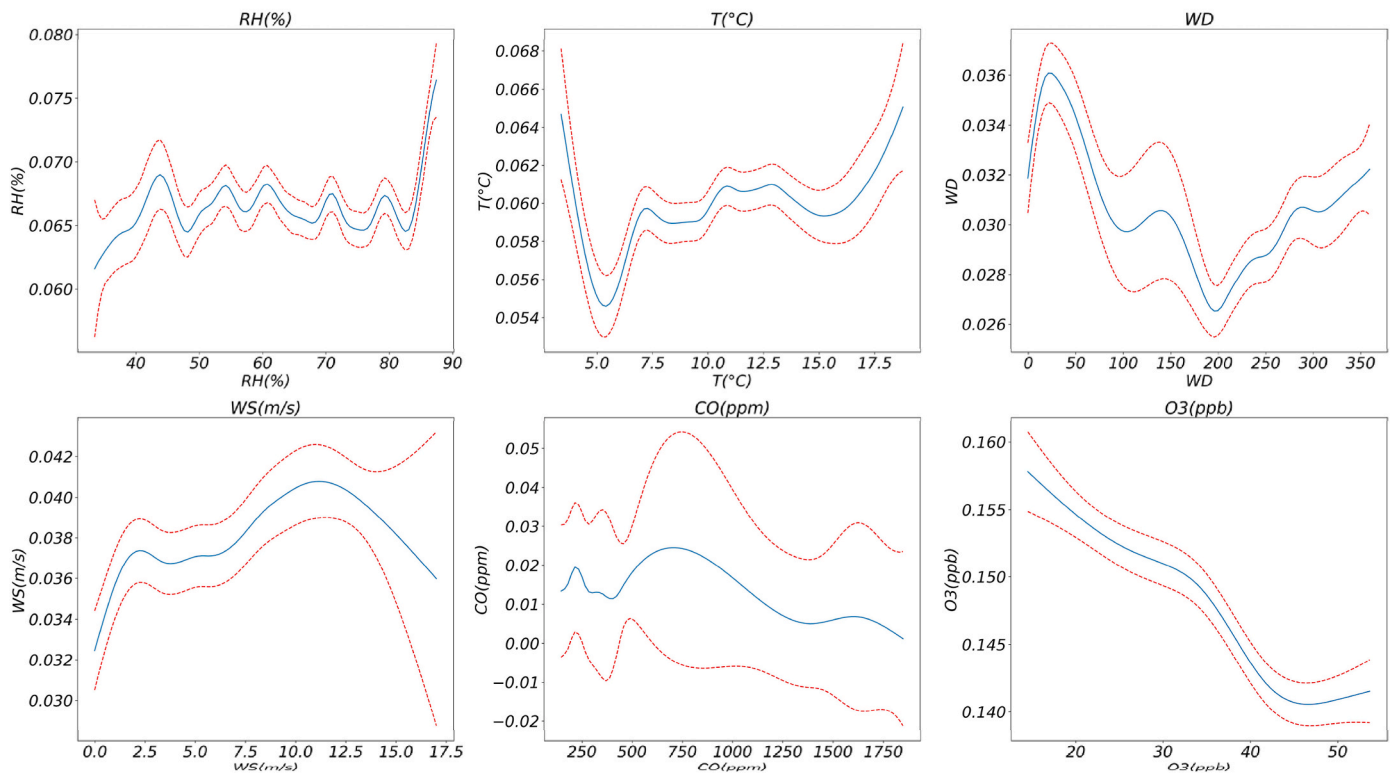 RH(%)
RH(%)
0.080
0.075
0.070
0.065
0.060
40 50 60 70 80 90
RH(%)
T(°C)
T(°C)
0.068
0.066
0.064
0.062
0.060
0.058
0.056
0.054
5.0 7.5 10.0 12.5 15.0 17.5
T(°C)
WD
WD
0.036
0.034
0.032
0.030
0.028
0.026
0 50 100 150 200 250 300 350
WD
WS(m/s)
WS(m/s)
0.042
0.040
0.038
0.036
0.034
0.032
0.030
0.0 2.5 5.0 7.5 10.0 12.5 15.0 17.5
WS(m/s)
CO(ppm)
CO(ppm)
0.05
0.04
0.03
0.02
0.01
0.00
−0.01
−0.02
250 500 750 1000 1250 1500 1750
CO(ppm)
O3(ppb)
O3(ppb)
0.160
0.155
0.150
0.145
0.140
20 30 40 50
O3(ppb)